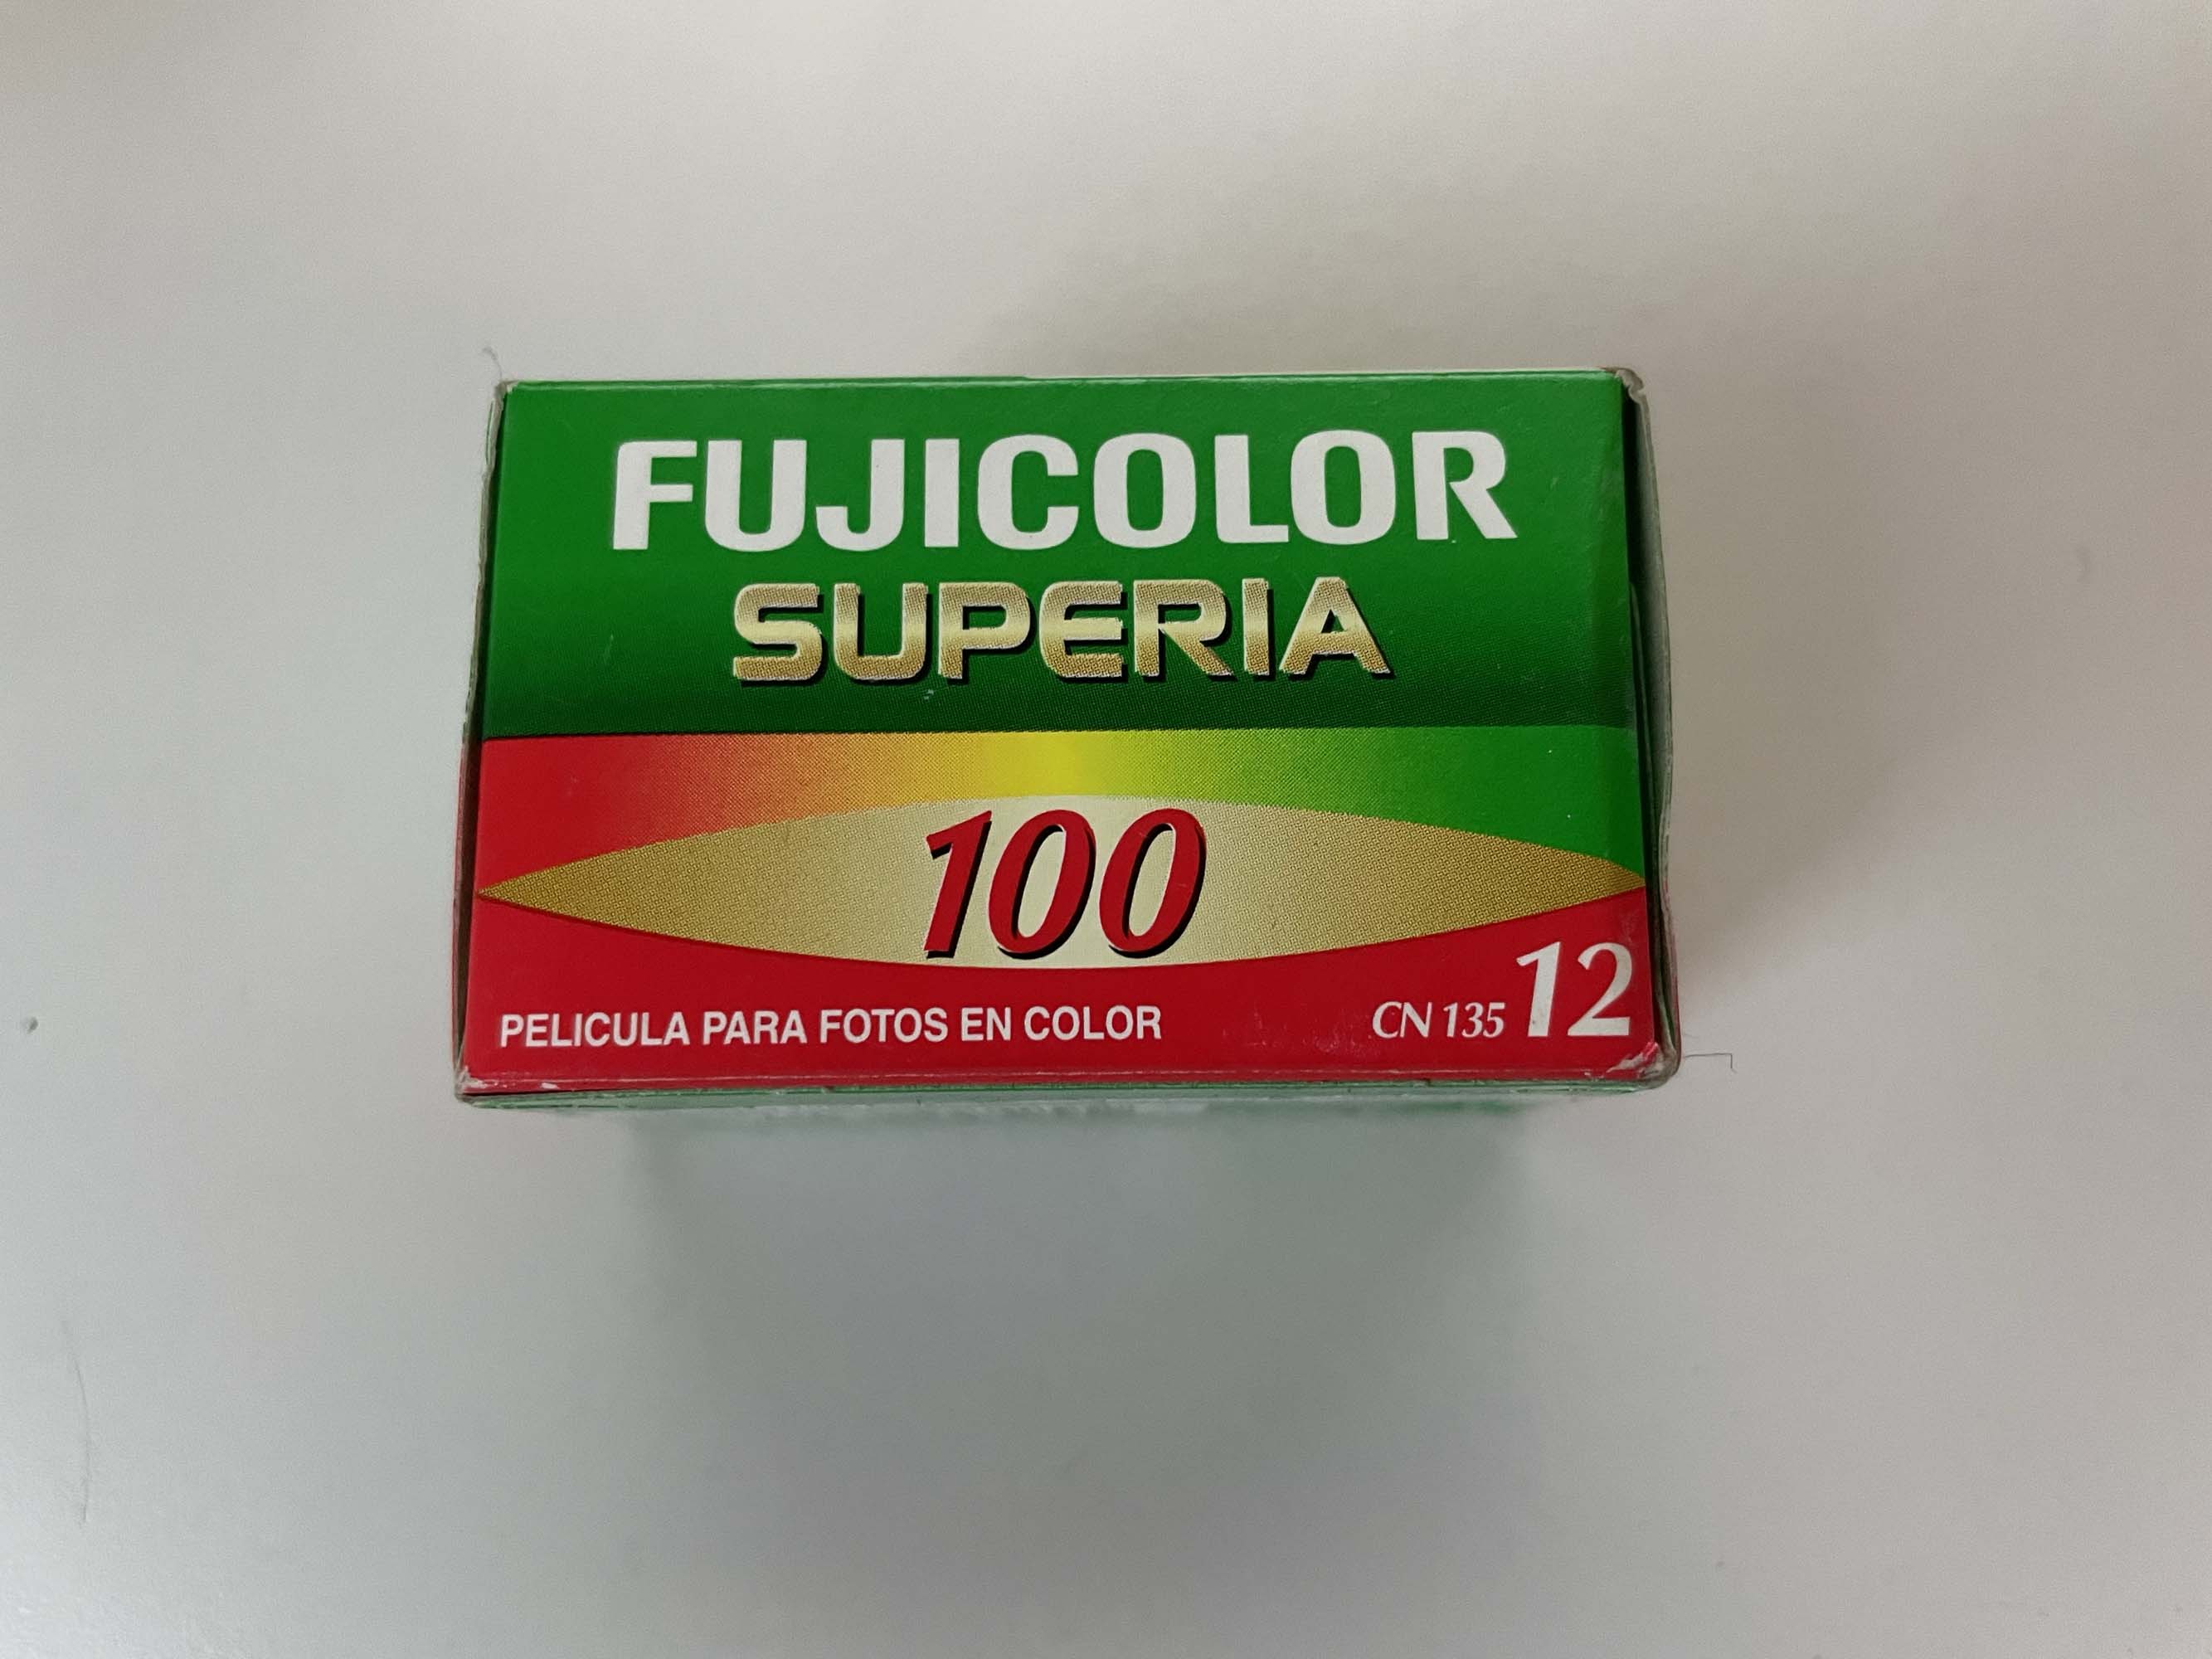 FUJICOLOR
SUPERIA
100
PELICULA PARA FOTOS EN COLOR
CN 135 12